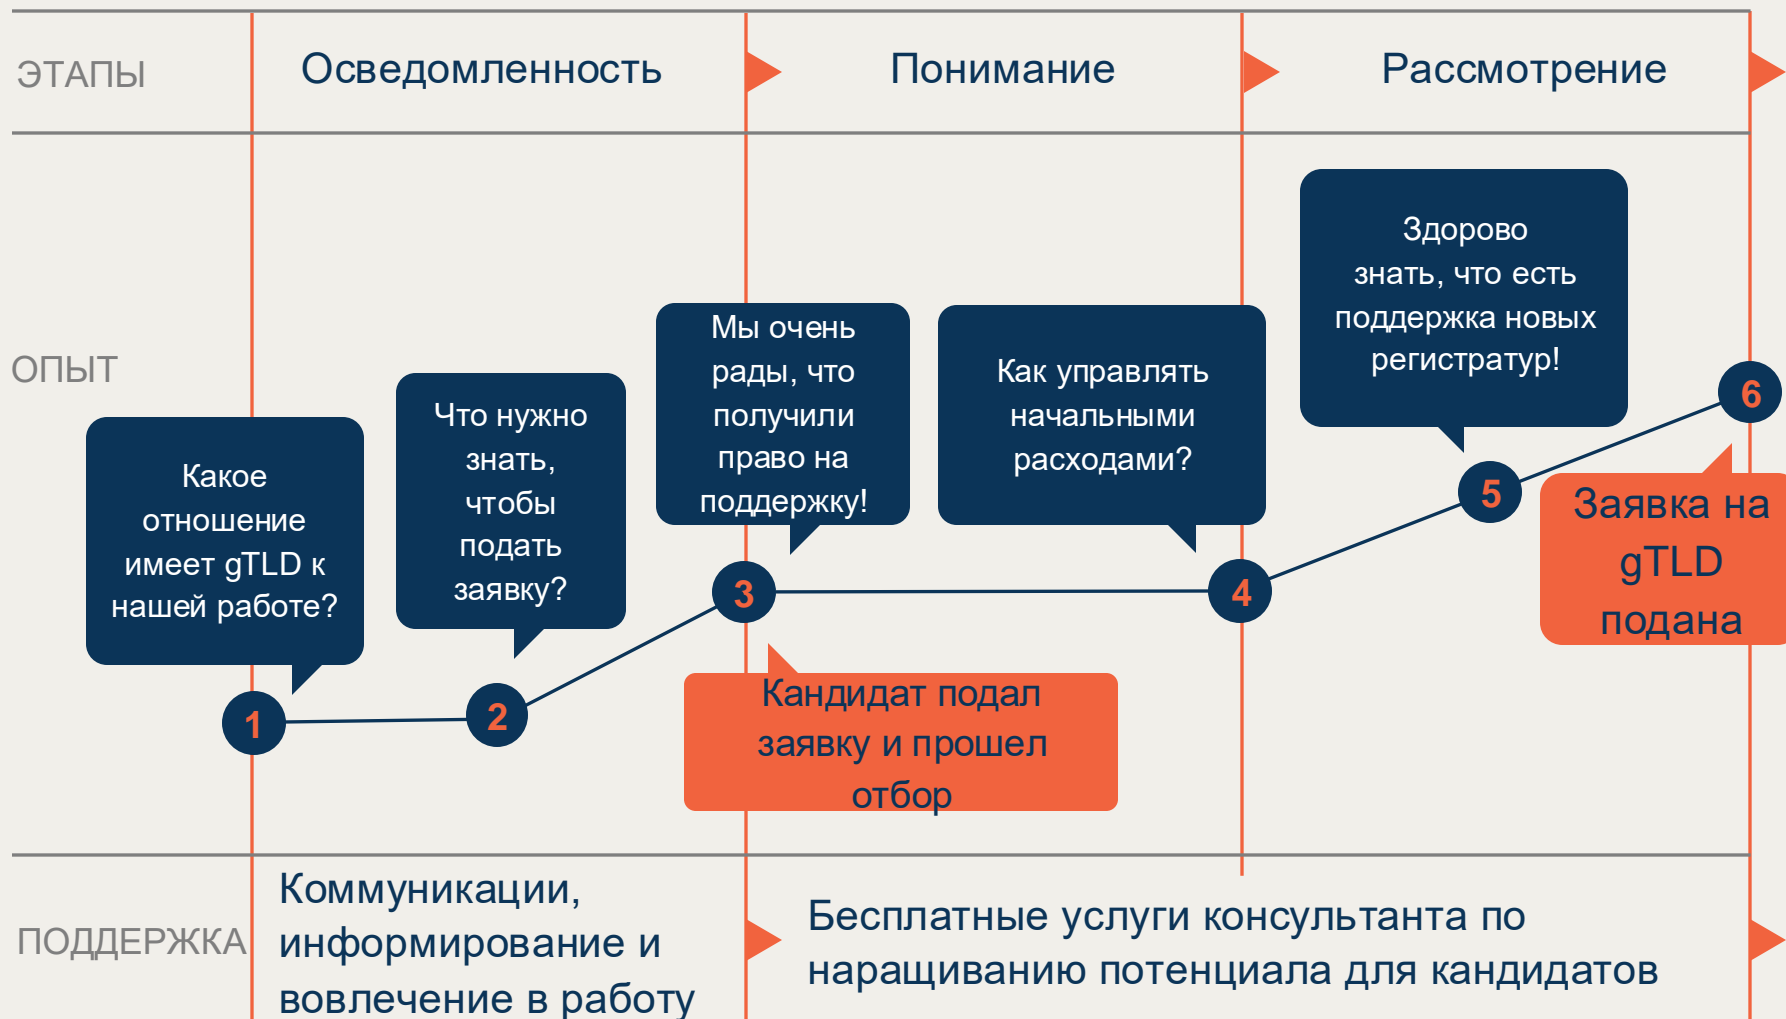 ЭТАПЫ
Осведомленность
Понимание
Рассмотрение
ОПЫТ
Какое
отношение
имеет gTLD к
нашей работе?
Что нужно
знать,
чтобы
подать
заявку?
Мы очень
рады, что
получили
право на
поддержку!
Как управлять
начальными
расходами?
Здорово
знать, что есть
поддержка новых
регистратур!
1
2
3
4
5
6
Кандидат подал
заявку и прошел
отбор
Заявка на
gTLD
подана
ПОДДЕРЖКА
Коммуникации,
информирование и
вовлечение в работу
Бесплатные услуги консультанта по
наращиванию потенциала для кандидатов